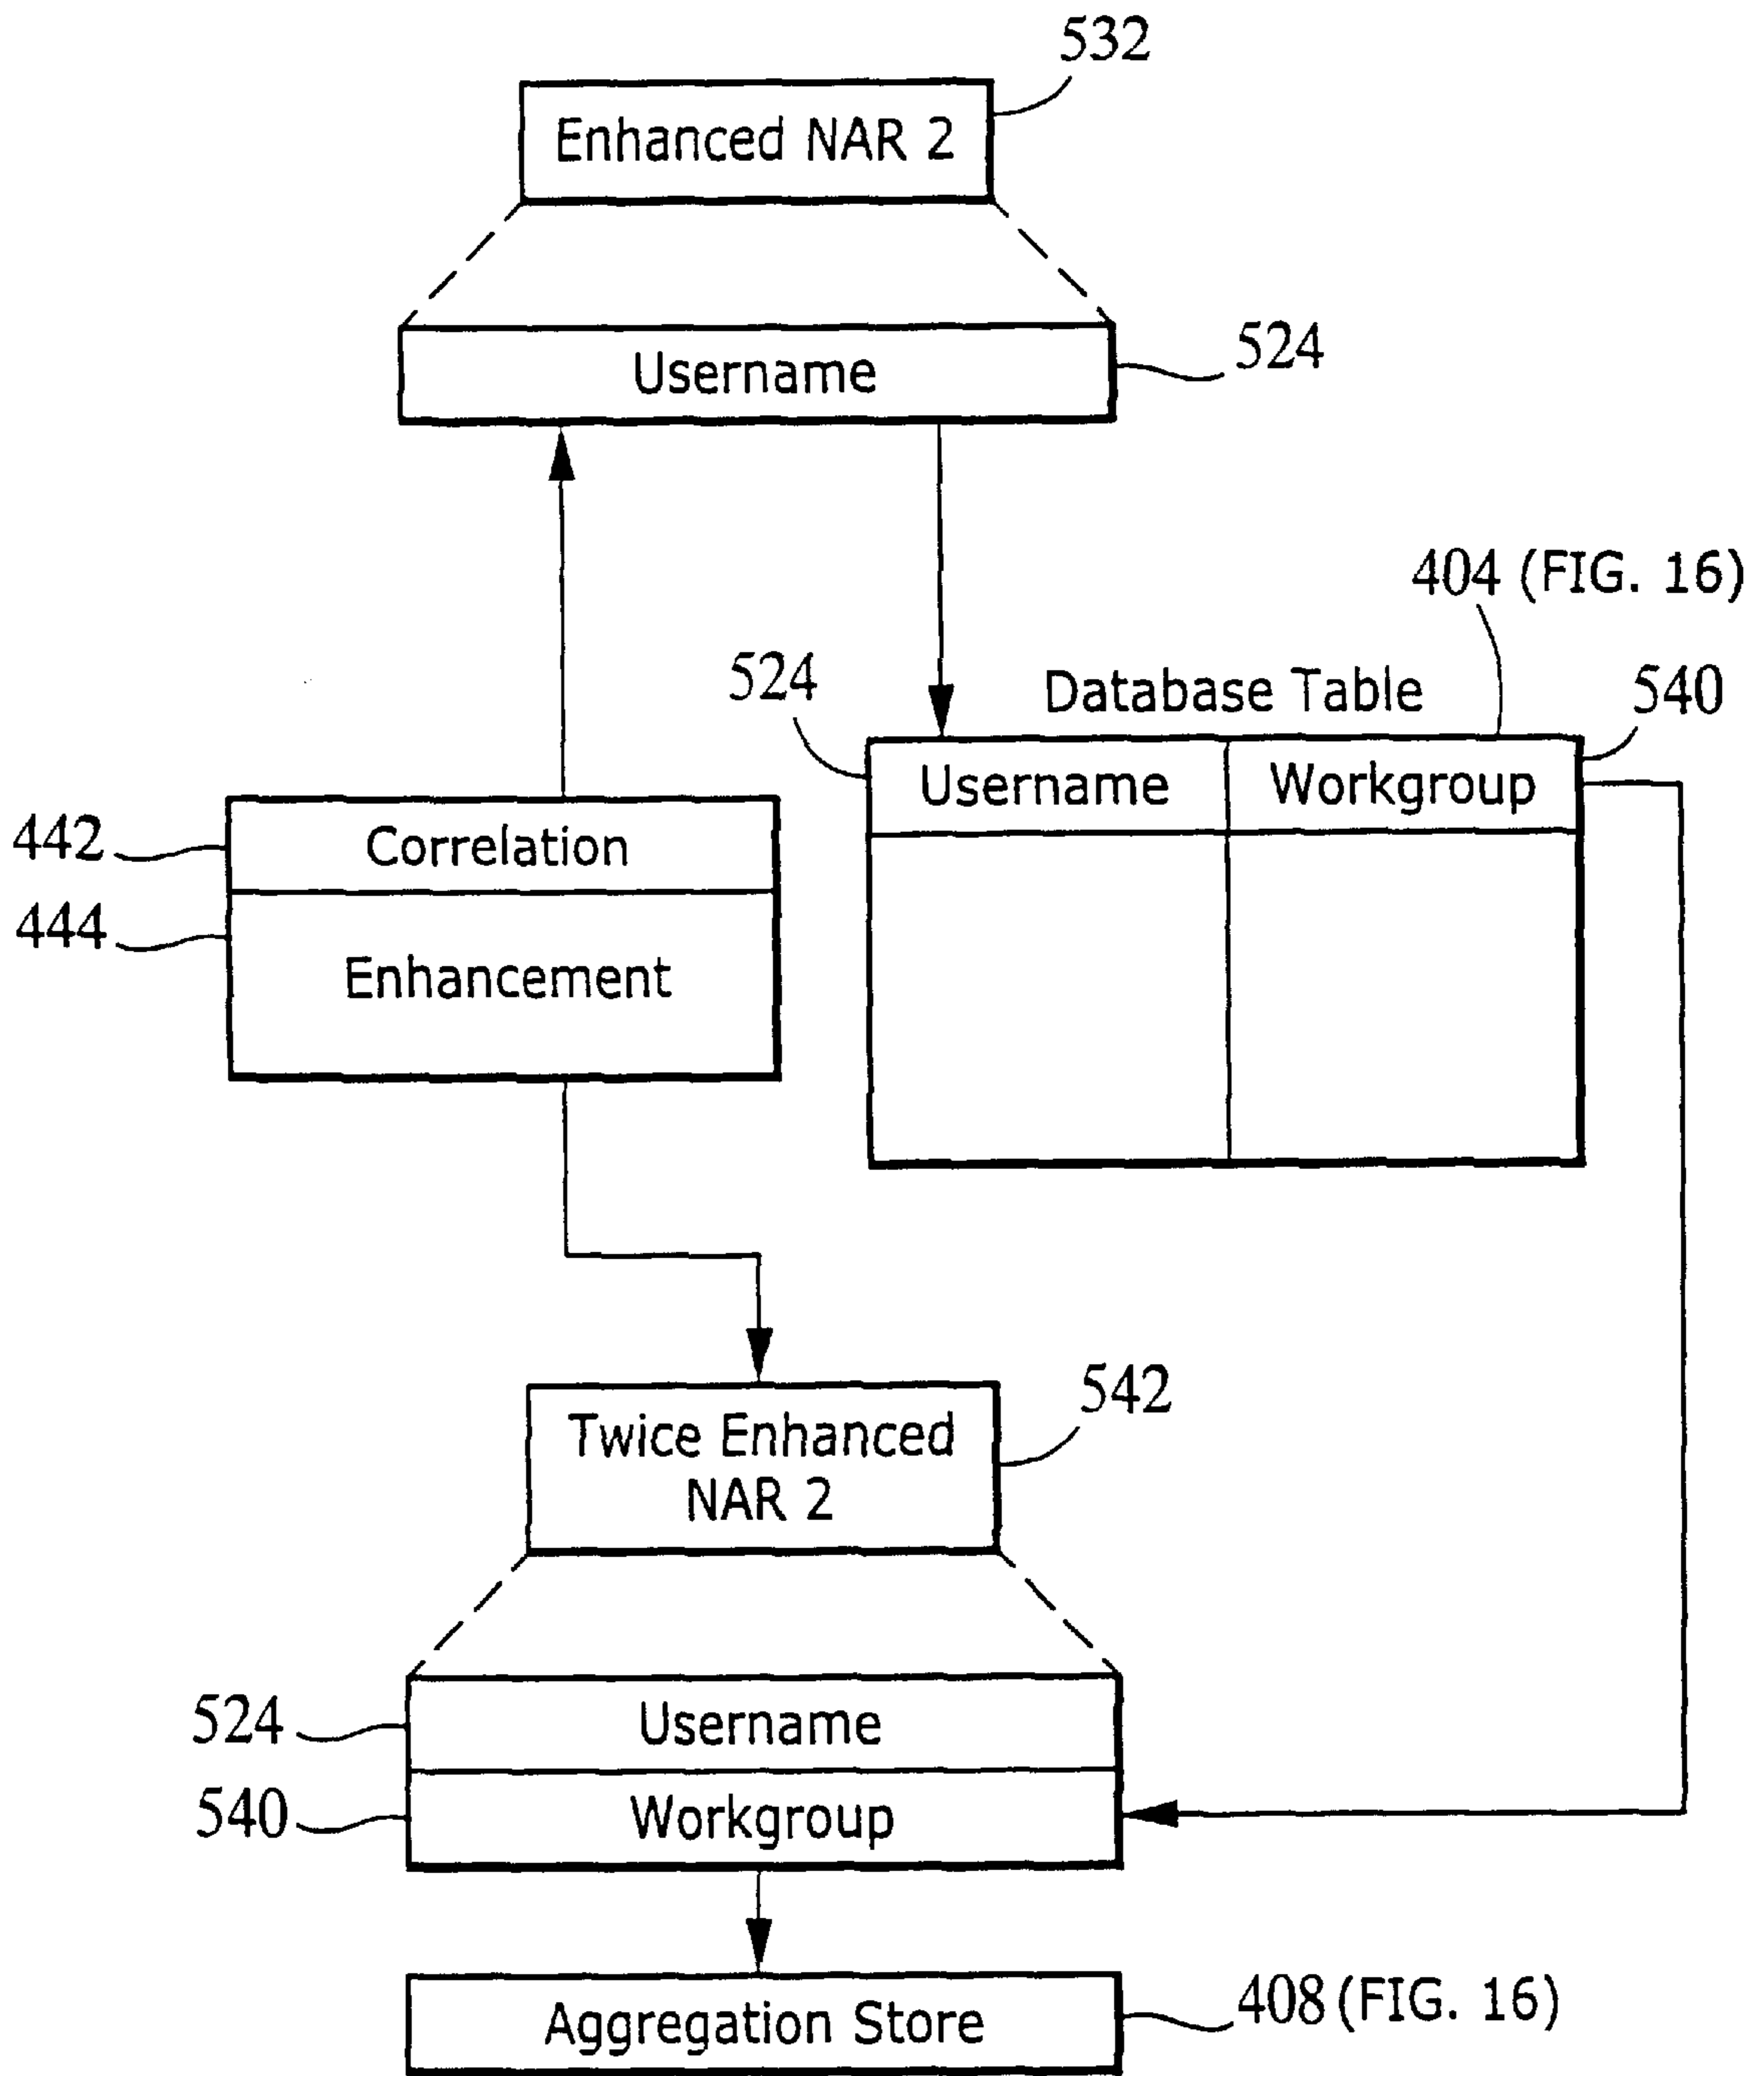 532
Enhanced NAR 2
Username
524
404 (FIG. 16)
524
Database Table
540
Username
Workgroup
442
Correlation
444
Enhancement
542
Twice Enhanced
NAR 2
524
Username
540
Workgroup
Aggregation Store
408 (FIG. 16)